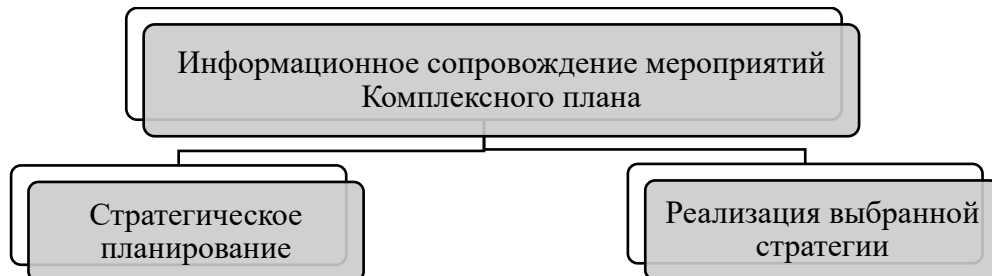 Информационное сопровождение мероприятий
Комплексного плана
Стратегическое
планирование
Реализация выбранной
стратегии